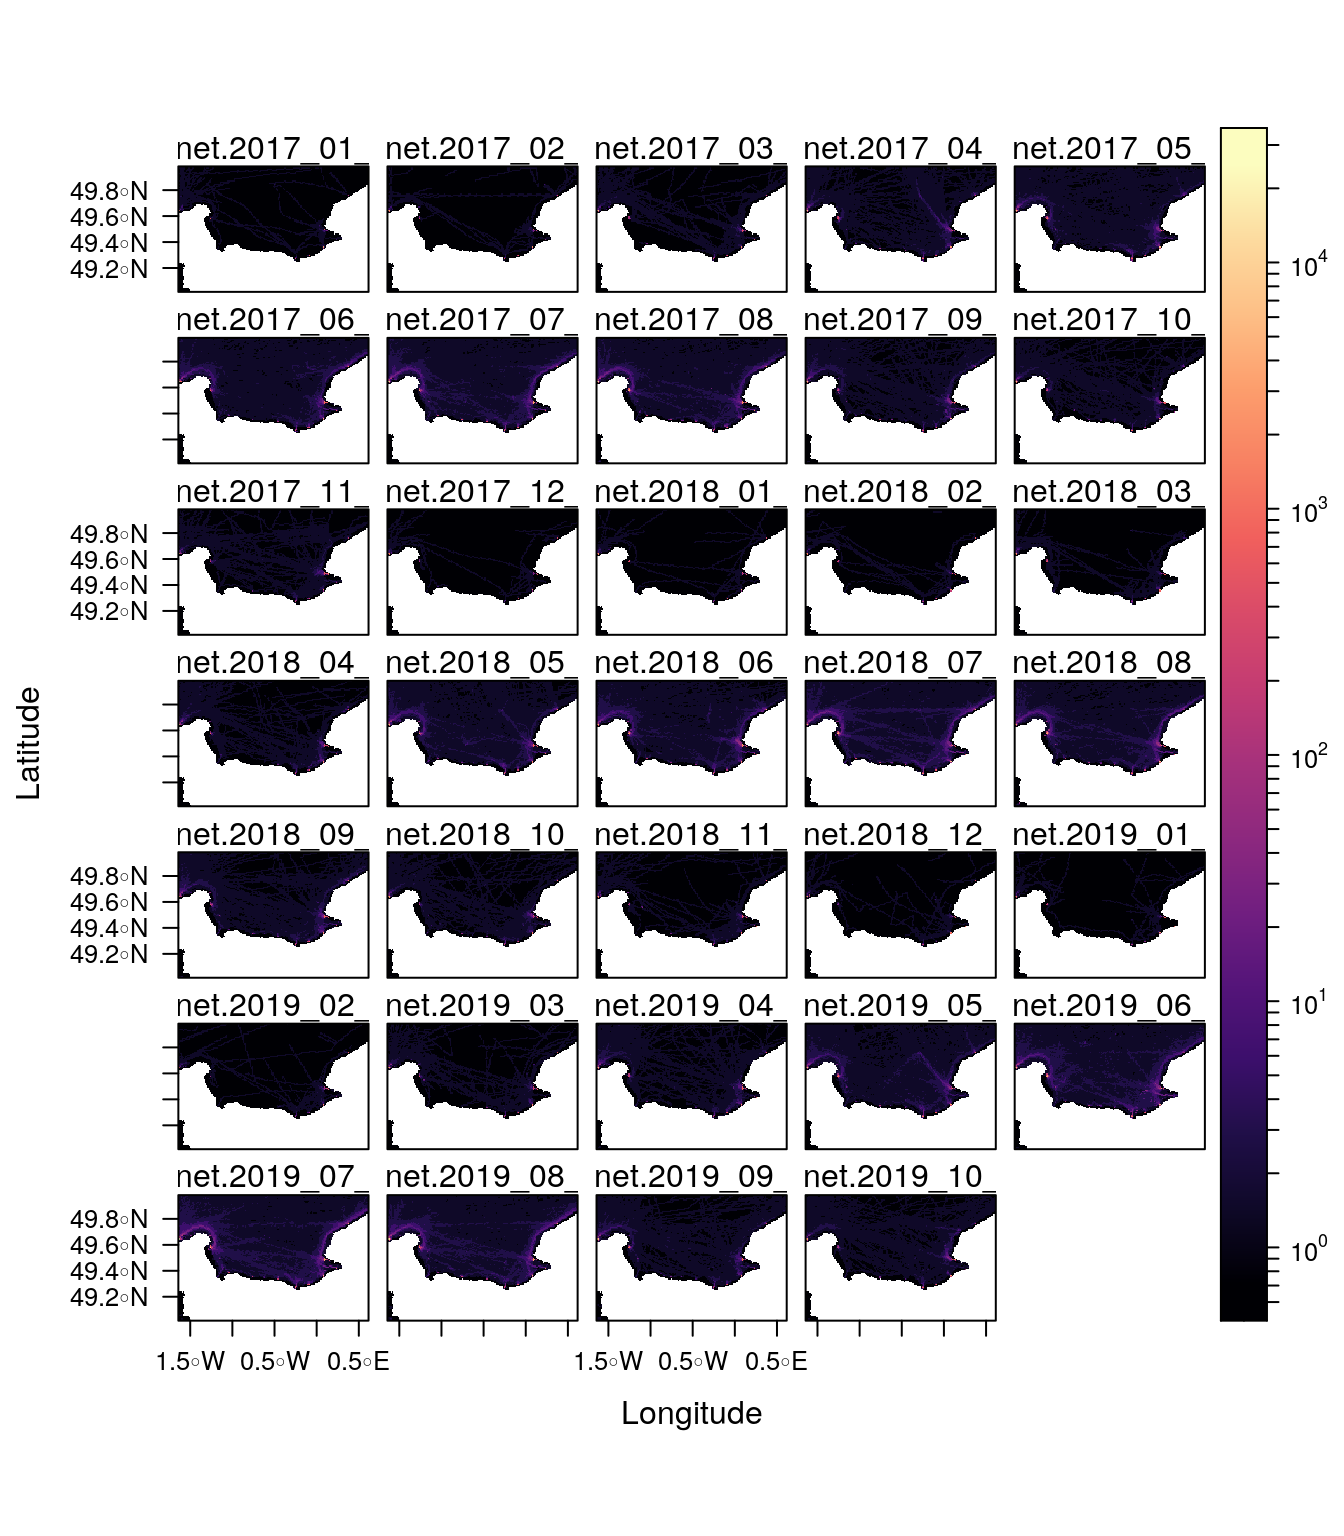 net.2017_01_ net.2017_02_ net.2017_03_ net.2017_04_ net.2017_05_
49.8◦N
49.6◦N
49.4◦N
49.2◦N
10⁴
net.2017_06_ net.2017_07_ net.2017_08_ net.2017_09_ net.2017_10_
net.2017_11_ net.2017_12_ net.2018_01_ net.2018_02_ net.2018_03_
10³
49.8◦N
49.6◦N
49.4◦N
49.2◦N
net.2018_04_ net.2018_05_ net.2018_06_ net.2018_07_ net.2018_08_
Latitude
10²
net.2018_09_ net.2018_10_ net.2018_11_ net.2018_12_ net.2019_01_
49.8◦N
49.6◦N
49.4◦N
49.2◦N
10¹
net.2019_02_ net.2019_03_ net.2019_04_ net.2019_05_ net.2019_06_
net.2019_07_ net.2019_08_ net.2019_09_ net.2019_10_
49.8◦N
49.6◦N
49.4◦N
49.2◦N
10⁰
1.5◦W 0.5◦W 0.5◦E 1.5◦W 0.5◦W 0.5◦E
Longitude